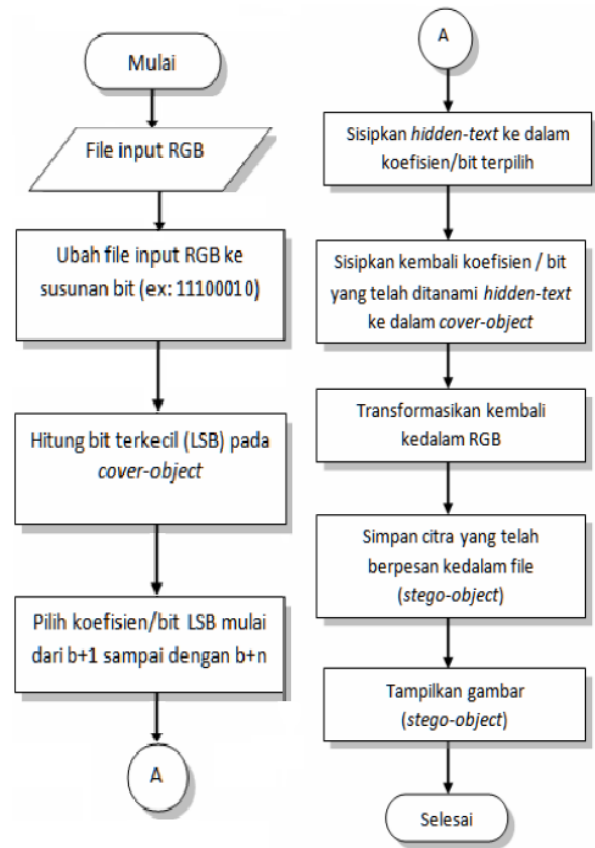 Mulai
File input RGB
Ubah file input RGB ke
susunan bit (ex: 11100010)
Hitung bit terkecil (LSB) pada
cover-object
Pilih koefisien/bit LSB mulai
dari b+1 sampai dengan b+n
A
A
Sisipkan hidden-text ke dalam
koefisien/bit terpilih
Sisipkan kembali koefisien / bit
yang telah ditanami hidden-text
ke dalam cover-object
Transformasikan kembali
kedalam RGB
Simpan citra yang telah
berpesan kedalam file
(stego-object)
Tampilkan gambar
(stego-object)
Selesai